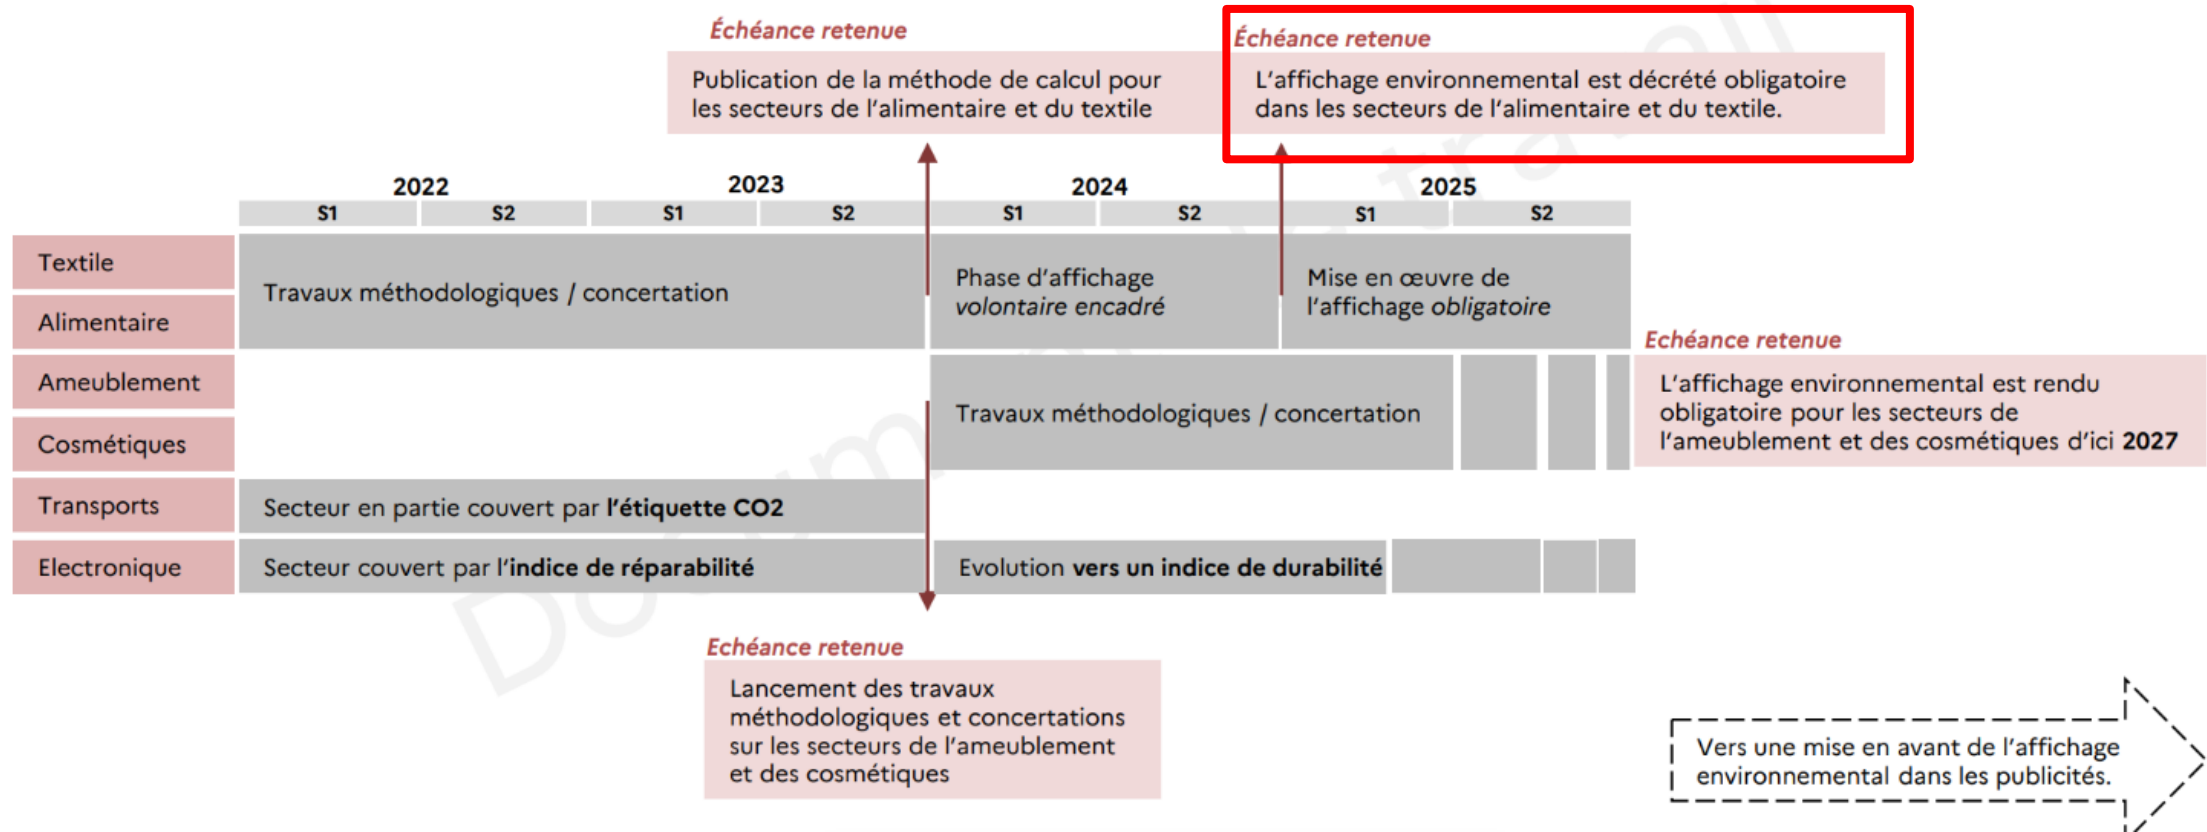 Échéance retenue
Publication de la méthode de calcul pour
les secteurs de l'alimentaire et du textile
Échéance retenue
L'affichage environnemental est décrété obligatoire
dans les secteurs de l'alimentaire et du textile.
2022 2023 2024 2025
S1 S2 S1 S2 S1 S2 S1 S2
Textile
Alimentaire
Travaux méthodologiques / concertation
Phase d'affichage
volontaire encadré
Mise en œuvre de
l'affichage obligatoire
Ameublement
Cosmétiques
Travaux méthodologiques / concertation
Echéance retenue
L'affichage environnemental est rendu
obligatoire pour les secteurs de
l'ameublement et des cosmétiques d'ici 2027
Transports
Secteur en partie couvert par l'étiquette CO2
Electronique
Secteur couvert par l'indice de réparabilité
Evolution vers un indice de durabilité
Echéance retenue
Lancement des travaux
méthodologiques et concertations
sur les secteurs de l'ameublement
et des cosmétiques
Vers une mise en avant de l'affichage
environnemental dans les publicités.